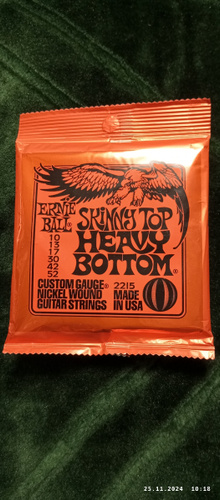 ERNIE BALL
SKINNY TOP
HEAVY
BOTTOM®
10
13
17
30
42
52
CUSTOM GAUGE® 2215
NICKEL WOUND MADE
GUITAR STRINGS IN USA
23.11.2024 10:18